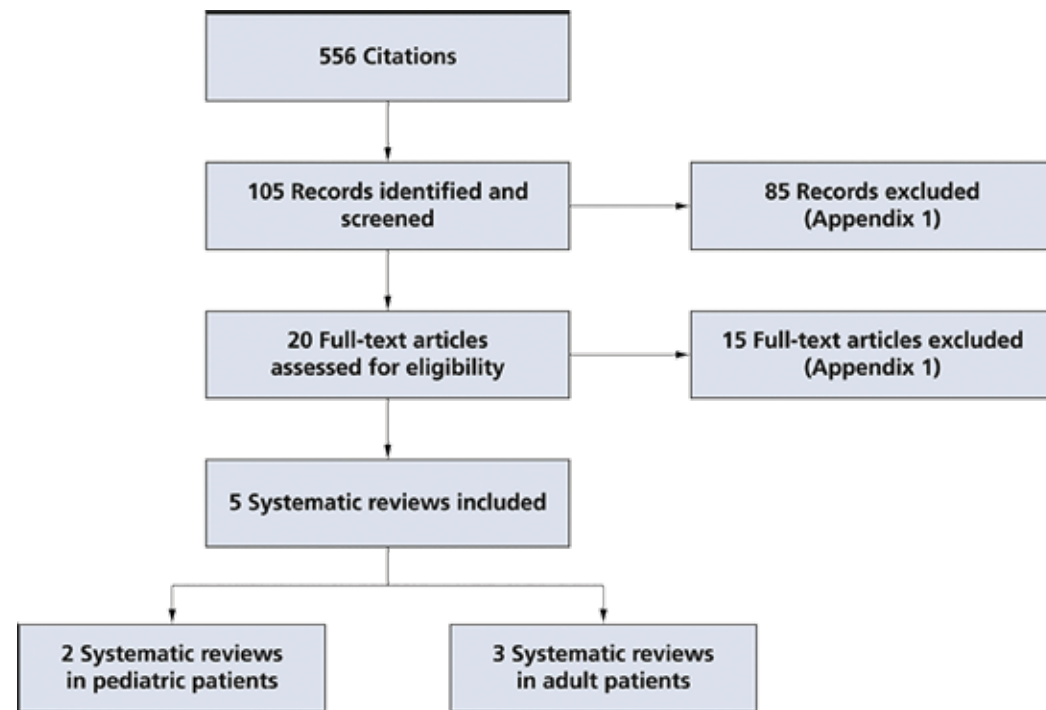 556 Citations
105 Records identified and
screened
85 Records excluded
(Appendix 1)
20 Full-text articles
assessed for eligibility
15 Full-text articles excluded
(Appendix 1)
5 Systematic reviews included
2 Systematic reviews
in pediatric patients
3 Systematic reviews
in adult patients